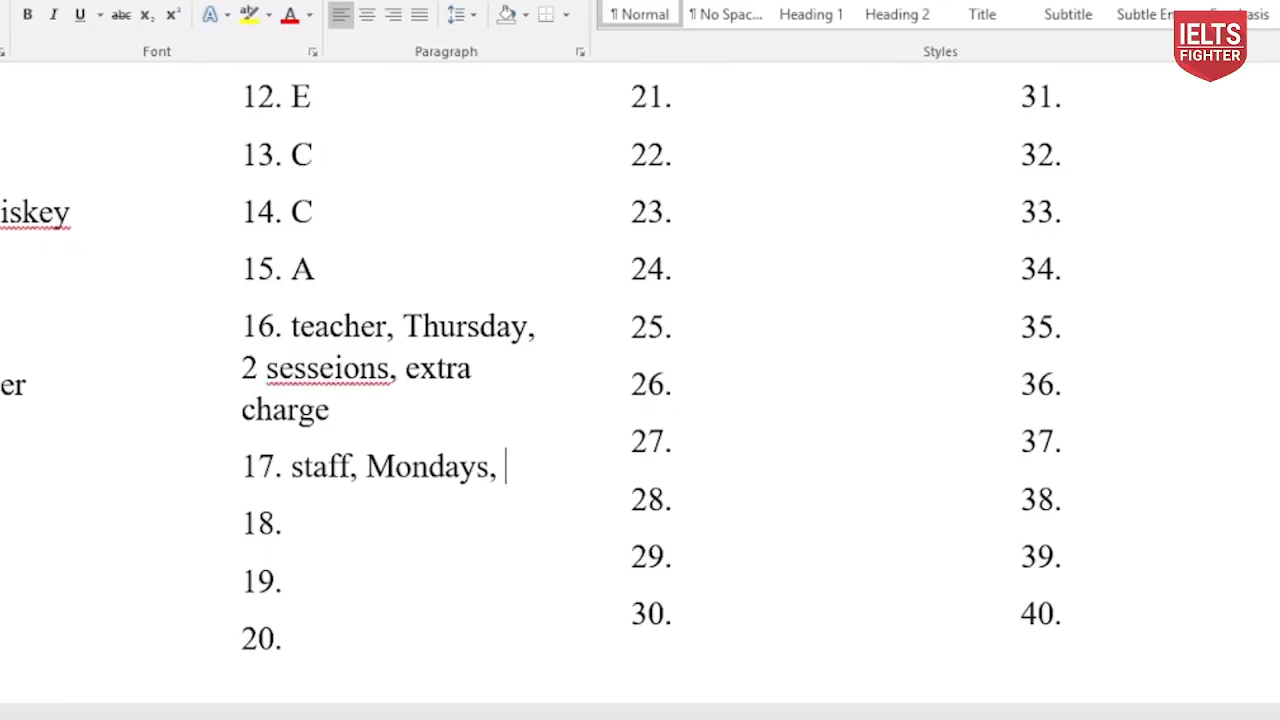 B I U abc x₂ x² A ab A
¶ Normal ¶ No Spac... Heading 1 Heading 2 Title Subtitle Subtle
IELTS
FIGHTER
Font Paragraph Styles
iskey
er
12. E
13. C
14. C
15. A
16. teacher, Thursday,
2 sesseions, extra
charge
17. staff, Mondays,
18.
19.
20.
21.
22.
23.
24.
25.
26.
27.
28.
29.
30.
31.
32.
33.
34.
35.
36.
37.
38.
39.
40.